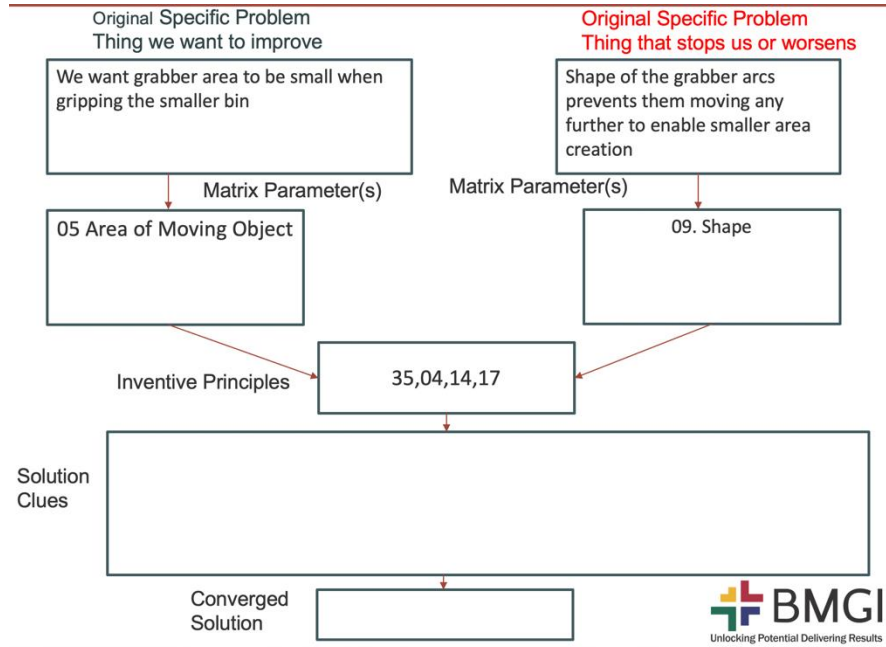 Original Specific Problem
Thing we want to improve
Original Specific Problem
Thing that stops us or worsens
We want grabber area to be small when
gripping the smaller bin
Shape of the grabber arcs
prevents them moving any
further to enable smaller area
creation
Matrix Parameter(s)
Matrix Parameter(s)
05 Area of Moving Object
09. Shape
Inventive Principles
35,04,14,17
Solution
Clues
Converged
Solution
BMGI
Unlocking Potential Delivering Results